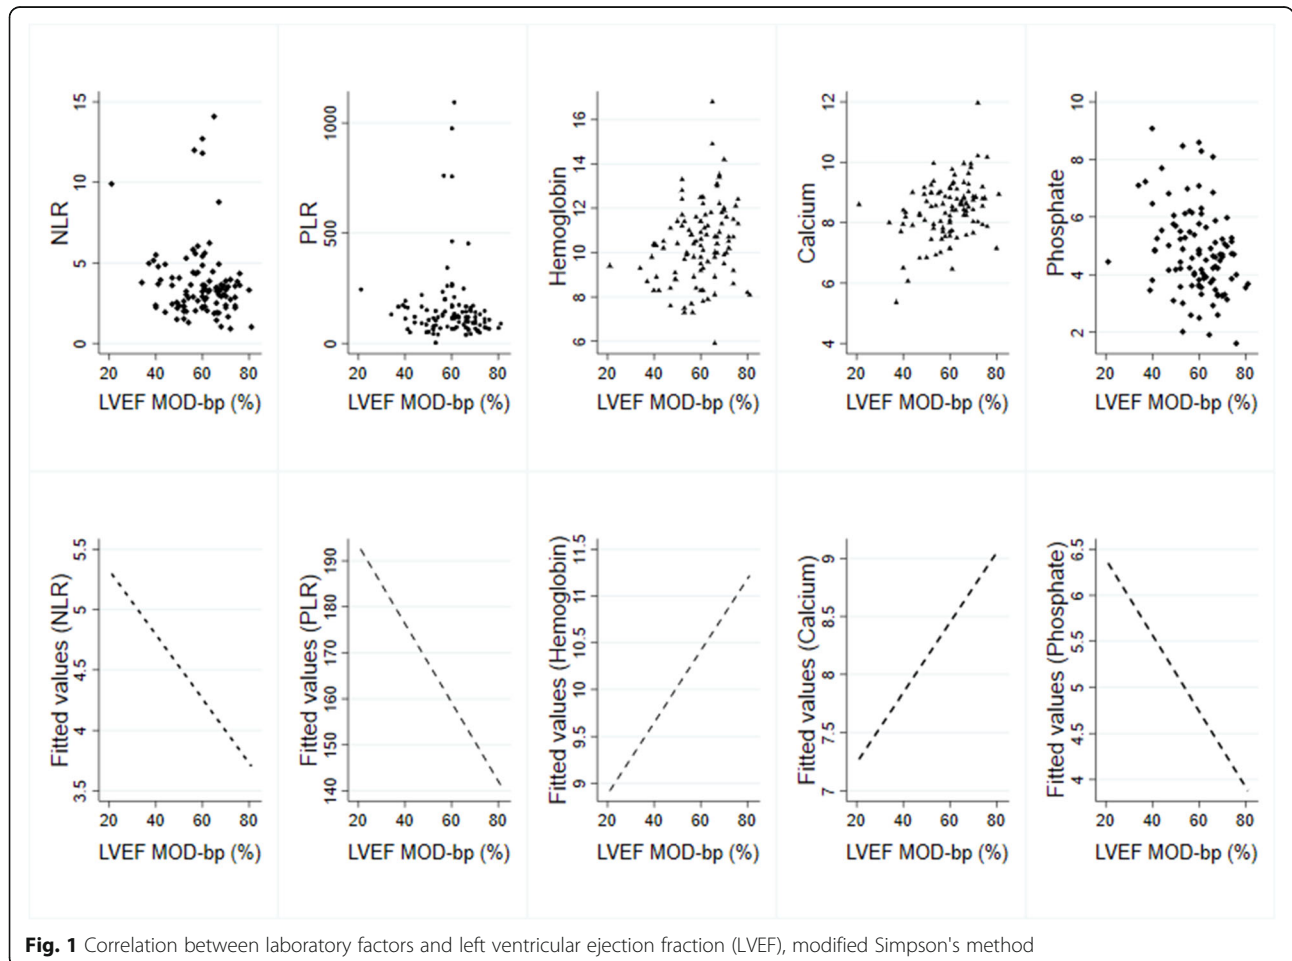 NLR
15
10
5
0
20 40 60 80
LVEF MOD-bp (%)
PLR
1000
500
0
20 40 60 80
LVEF MOD-bp (%)
Hemoglobin
16
14
12
10
8
6
20 40 60 80
LVEF MOD-bp (%)
Calcium
12
10
8
6
4
20 40 60 80
LVEF MOD-bp (%)
Phosphate
10
8
6
4
2
20 40 60 80
LVEF MOD-bp (%)
Fitted values (NLR)
5.5
5
4.5
4
3.5
20 40 60 80
LVEF MOD-bp (%)
Fitted values (PLR)
190
180
170
160
150
140
20 40 60 80
LVEF MOD-bp (%)
Fitted values (Hemoglobin)
11.5
11
10.5
10
9.5
9
20 40 60 80
LVEF MOD-bp (%)
Fitted values (Calcium)
9
8.5
8
7.5
7
20 40 60 80
LVEF MOD-bp (%)
Fitted values (Phosphate)
6.5
6
5.5
5
4.5
4
20 40 60 80
LVEF MOD-bp (%)
Fig. 1 Correlation between laboratory factors and left ventricular ejection fraction (LVEF), modified Simpson's method